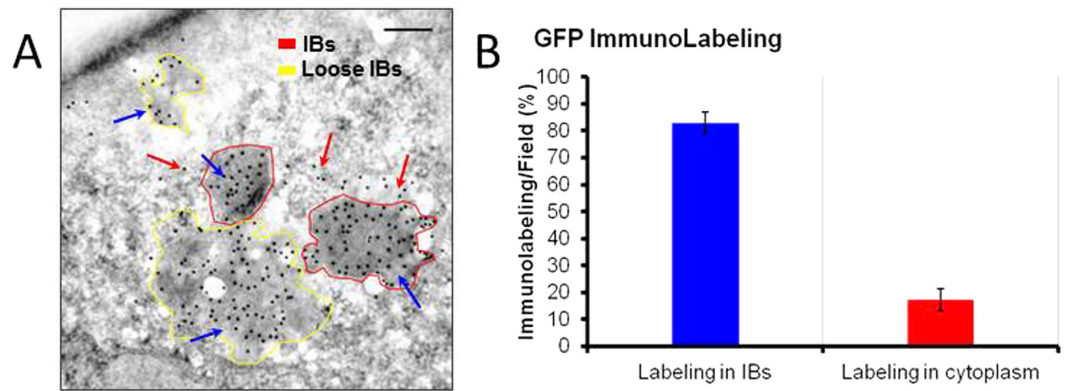 A
IBs
Loose IBs
B
GFP ImmunoLabeling
Immunolabeling/Field (%)
100
90
80
70
60
50
40
30
20
10
0
Labeling in IBs
Labeling in cytoplasm